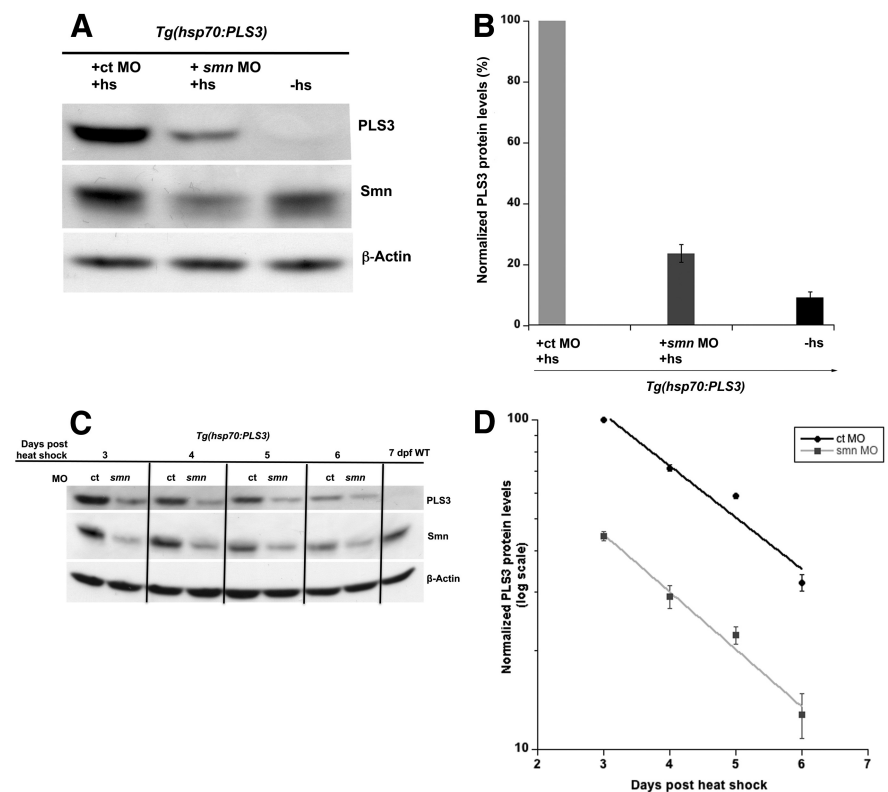 A
Tg(hsp70:PLS3)
+ct MO + smn MO
+hs +hs -hs
PLS3
Smn
β-Actin
B
Normalized PLS3 protein levels (%)
100
80
60
40
20
0
+ct MO +smn MO -hs
+hs +hs
Tg(hsp70:PLS3)
C
Tg(hsp70:PLS3)
Days post
heat shock 3 4 5 6 7 dpf WT
MO ct smn ct smn ct smn ct smn
PLS3
Smn
β-Actin
D
Normalized PLS3 protein levels
(log scale)
100
10
ct MO
smn MO
2 3 4 5 6 7
Days post heat shock